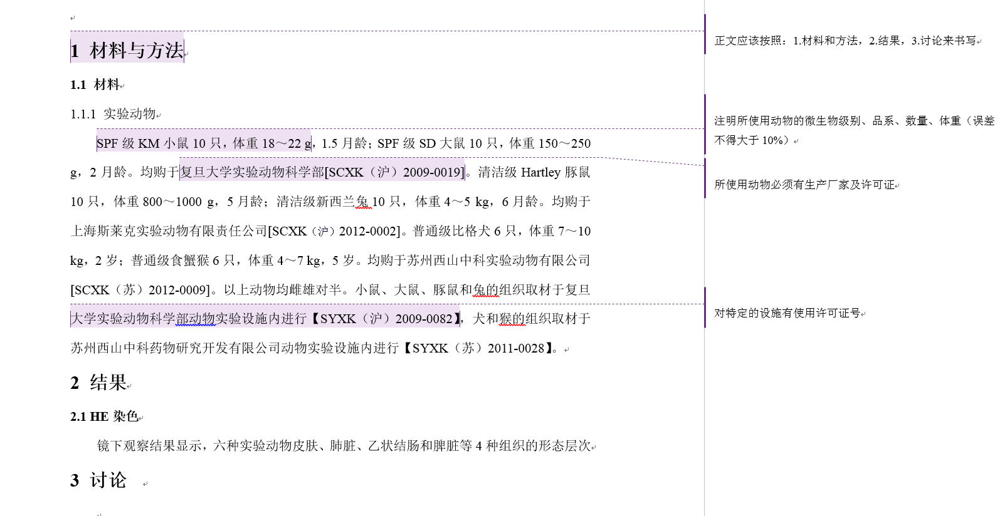 1 材料与方法
1.1 材料
1.1.1 实验动物
SPF 级 KM 小鼠 10 只，体重 18～22 g，1.5 月龄；SPF 级 SD 大鼠 10 只，体重 150～250
g，2 月龄。均购于复旦大学实验动物科学部[SCXK（沪）2009-0019]。清洁级 Hartley 豚鼠
10 只，体重 800～1000 g，5 月龄；清洁级新西兰兔 10 只，体重 4～5 kg，6 月龄。均购于
上海斯莱克实验动物有限责任公司[SCXK（沪）2012-0002]。普通级比格犬 6 只，体重 7～10
kg，2 岁；普通级食蟹猴 6 只，体重 4～7 kg，5 岁。均购于苏州西山中科实验动物有限公司
[SCXK（苏）2012-0009]。以上动物均雌雄对半。小鼠、大鼠、豚鼠和兔的组织取材于复旦
大学实验动物科学部动物实验设施内进行【SYXK（沪）2009-0082】，犬和猴的组织取材于
苏州西山中科药物研究开发有限公司动物实验设施内进行【SYXK（苏）2011-0028】。
2 结果
2.1 HE 染色
镜下观察结果显示，六种实验动物皮肤、肺脏、乙状结肠和脾脏等 4 种组织的形态层次
3 讨论
正文应该按照：1.材料和方法，2.结果，3.讨论来书写
注明所使用动物的微生物级别、品系、数量、体重（误差
不得大于 10%）
所使用动物必须有生产厂家及许可证
对特定的设施有使用许可证号